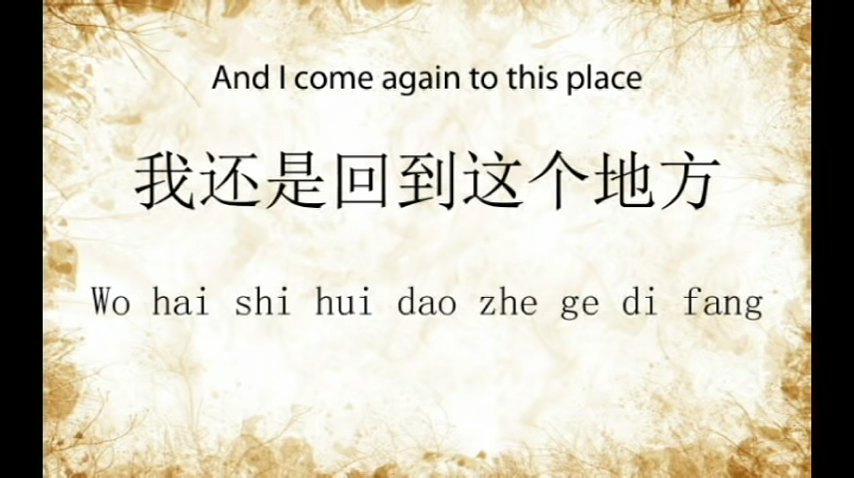 And I come again to this place
我还是回到这个地方
Wo hai shi hui dao zhe ge di fang